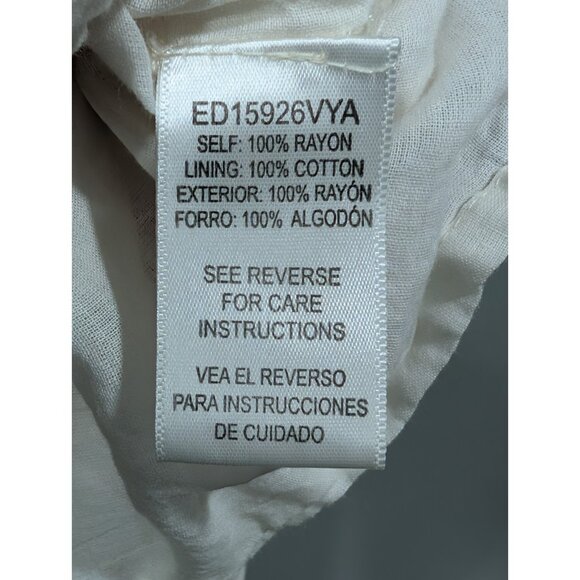 ED15926VYA
SELF: 100% RAYON
LINING: 100% COTTON
EXTERIOR: 100% RAYÓN
FORRO: 100% ALGODÓN
SEE REVERSE
FOR CARE
INSTRUCTIONS
VEA EL REVERSO
PARA INSTRUCCIONES
DE CUIDADO